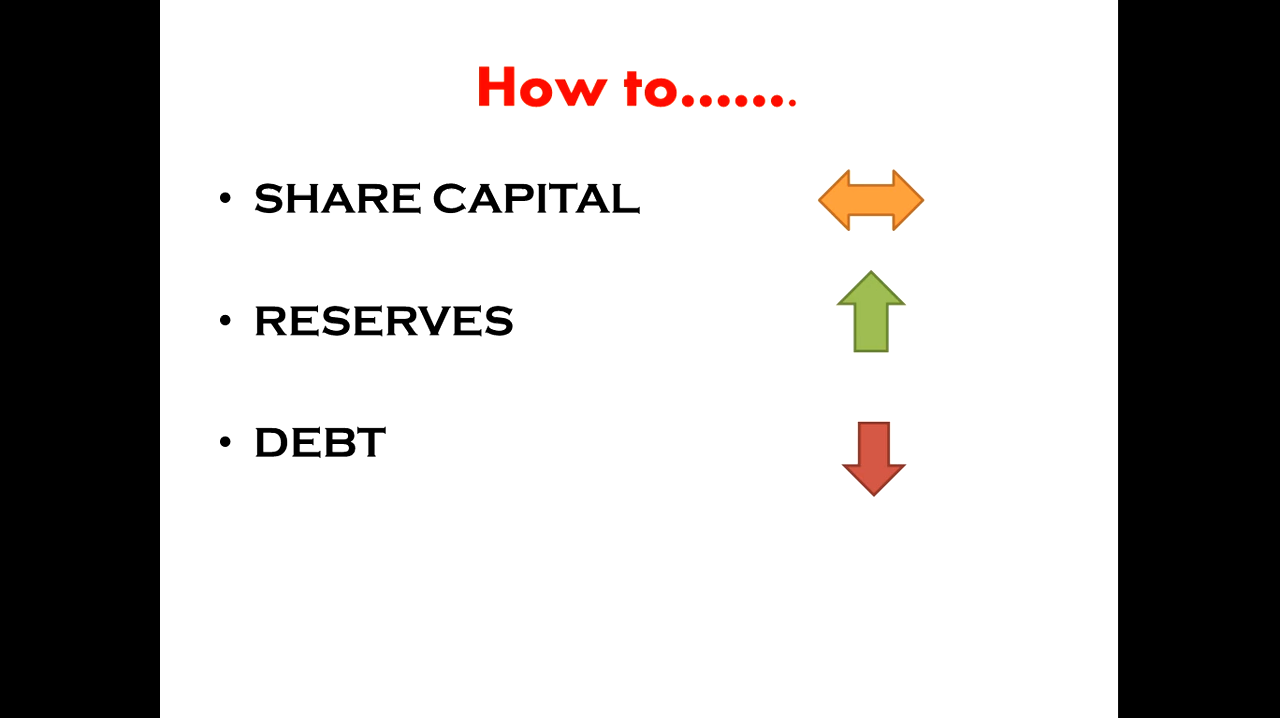 How to.......
• SHARE CAPITAL
• RESERVES
• DEBT